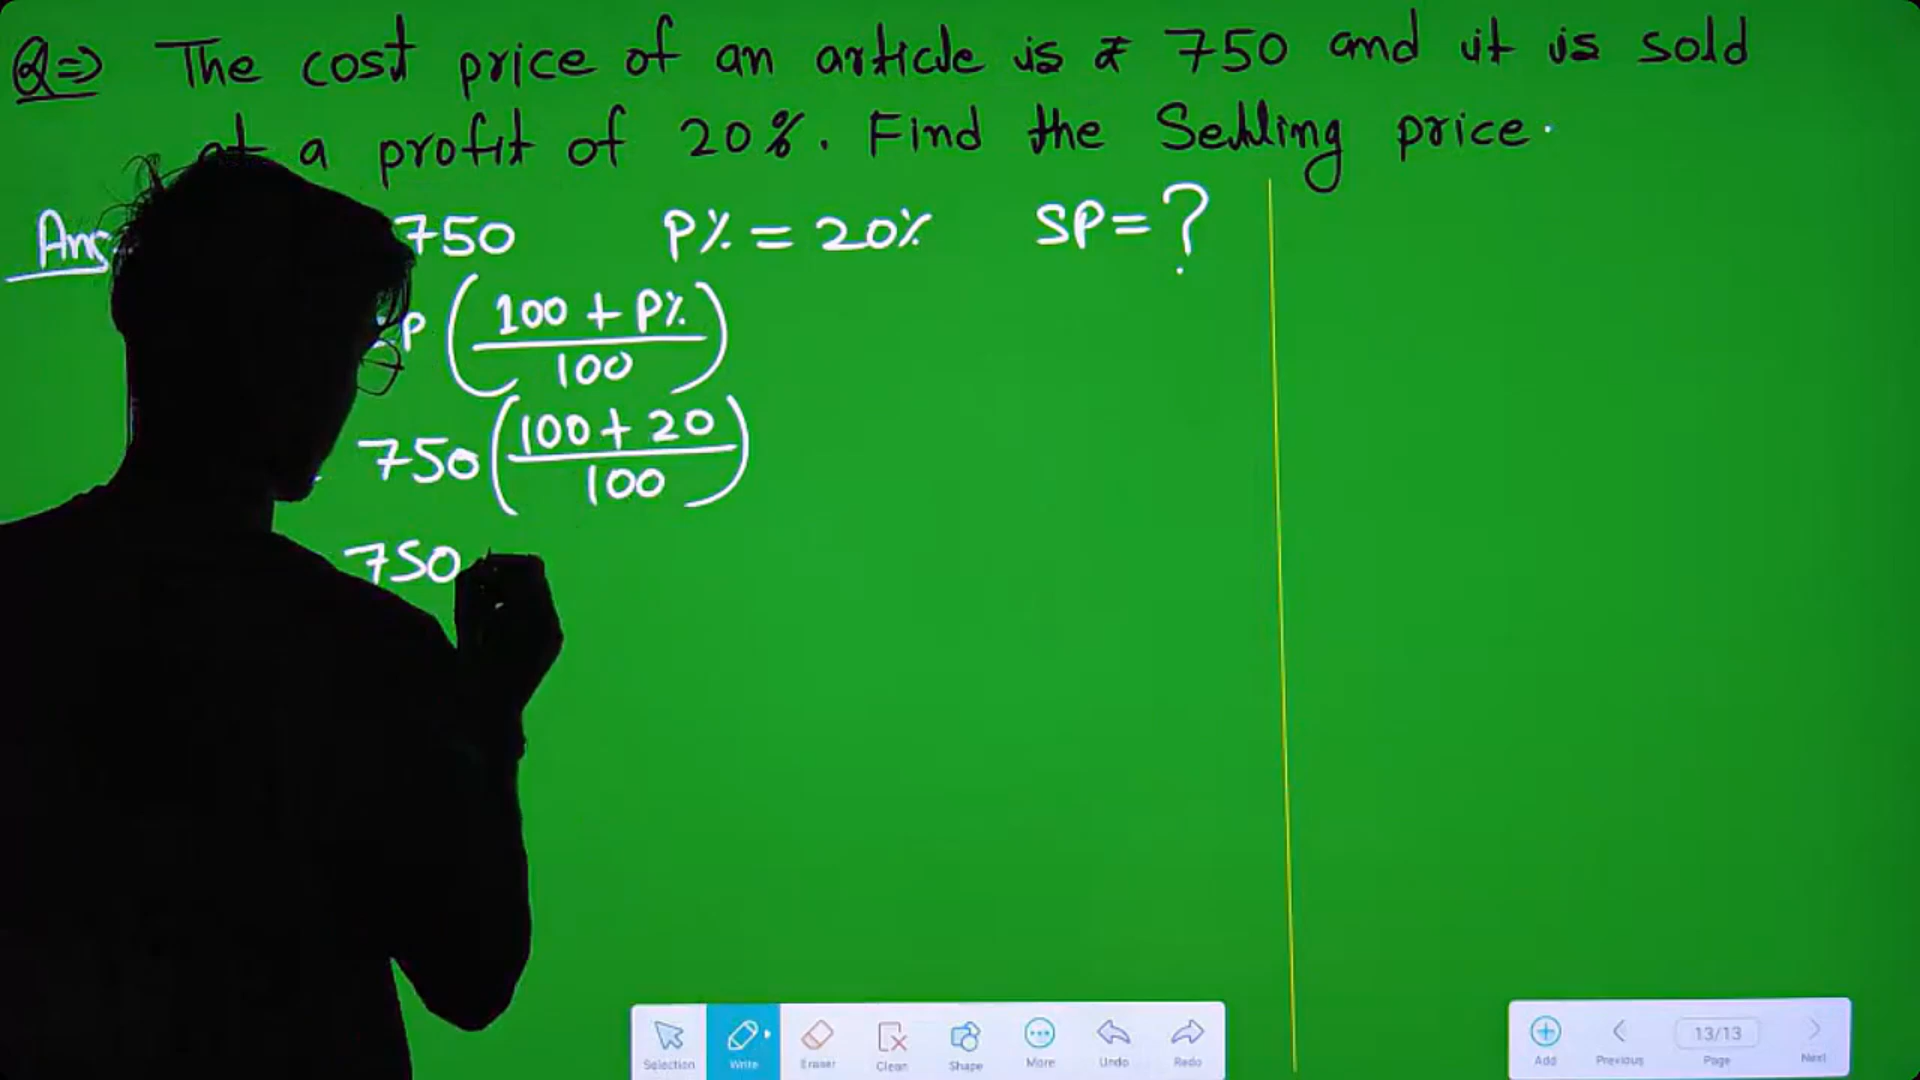 Q⇒ The cost price of an article is ₹ 750 and it is sold
at a profit of 20%. Find the Selling price.
Ans 750 P% = 20% SP = ?
P (100 + P% / 100)
750 (100 + 20 / 100)
750
Selection Write Eraser Clean Shape More Undo Redo
Add Previous 13/13 Page Next